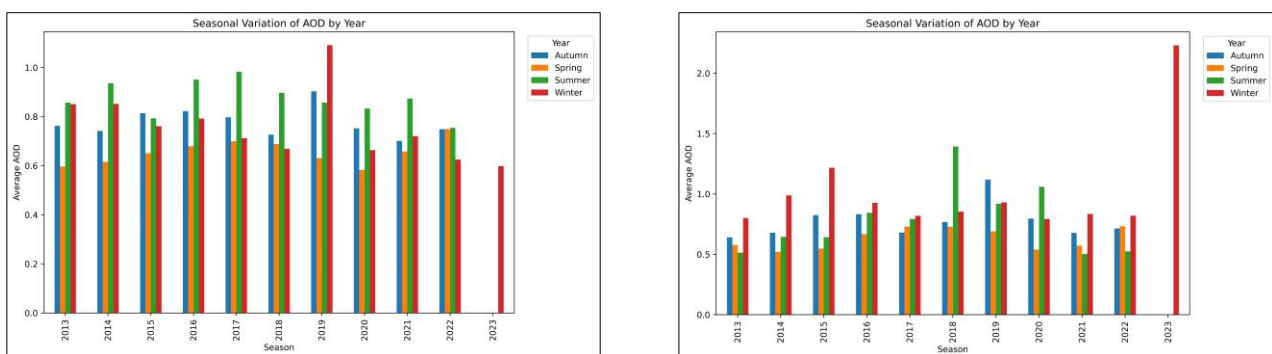 Seasonal Variation of AOD by Year
Year
Autumn
Spring
Summer
Winter
1.0
0.8
0.6
0.4
0.2
0.0
Average AOD
2013
2014
2015
2016
2017
2018
2019
2020
2021
2022
2023
Season
Seasonal Variation of AOD by Year
Year
Autumn
Spring
Summer
Winter
2.0
1.5
1.0
0.5
0.0
Average AOD
2013
2014
2015
2016
2017
2018
2019
2020
2021
2022
2023
Season